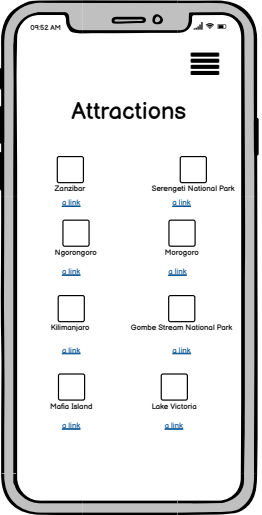 09:52 AM
Attractions
Zanzibar
Serengeti National Park
a link
a link
Ngorongoro
Morogoro
a link
a link
Kilimanjaro
Gombe Stream National Park
a link
a link
Mafia Island
Lake Victoria
a link
a link